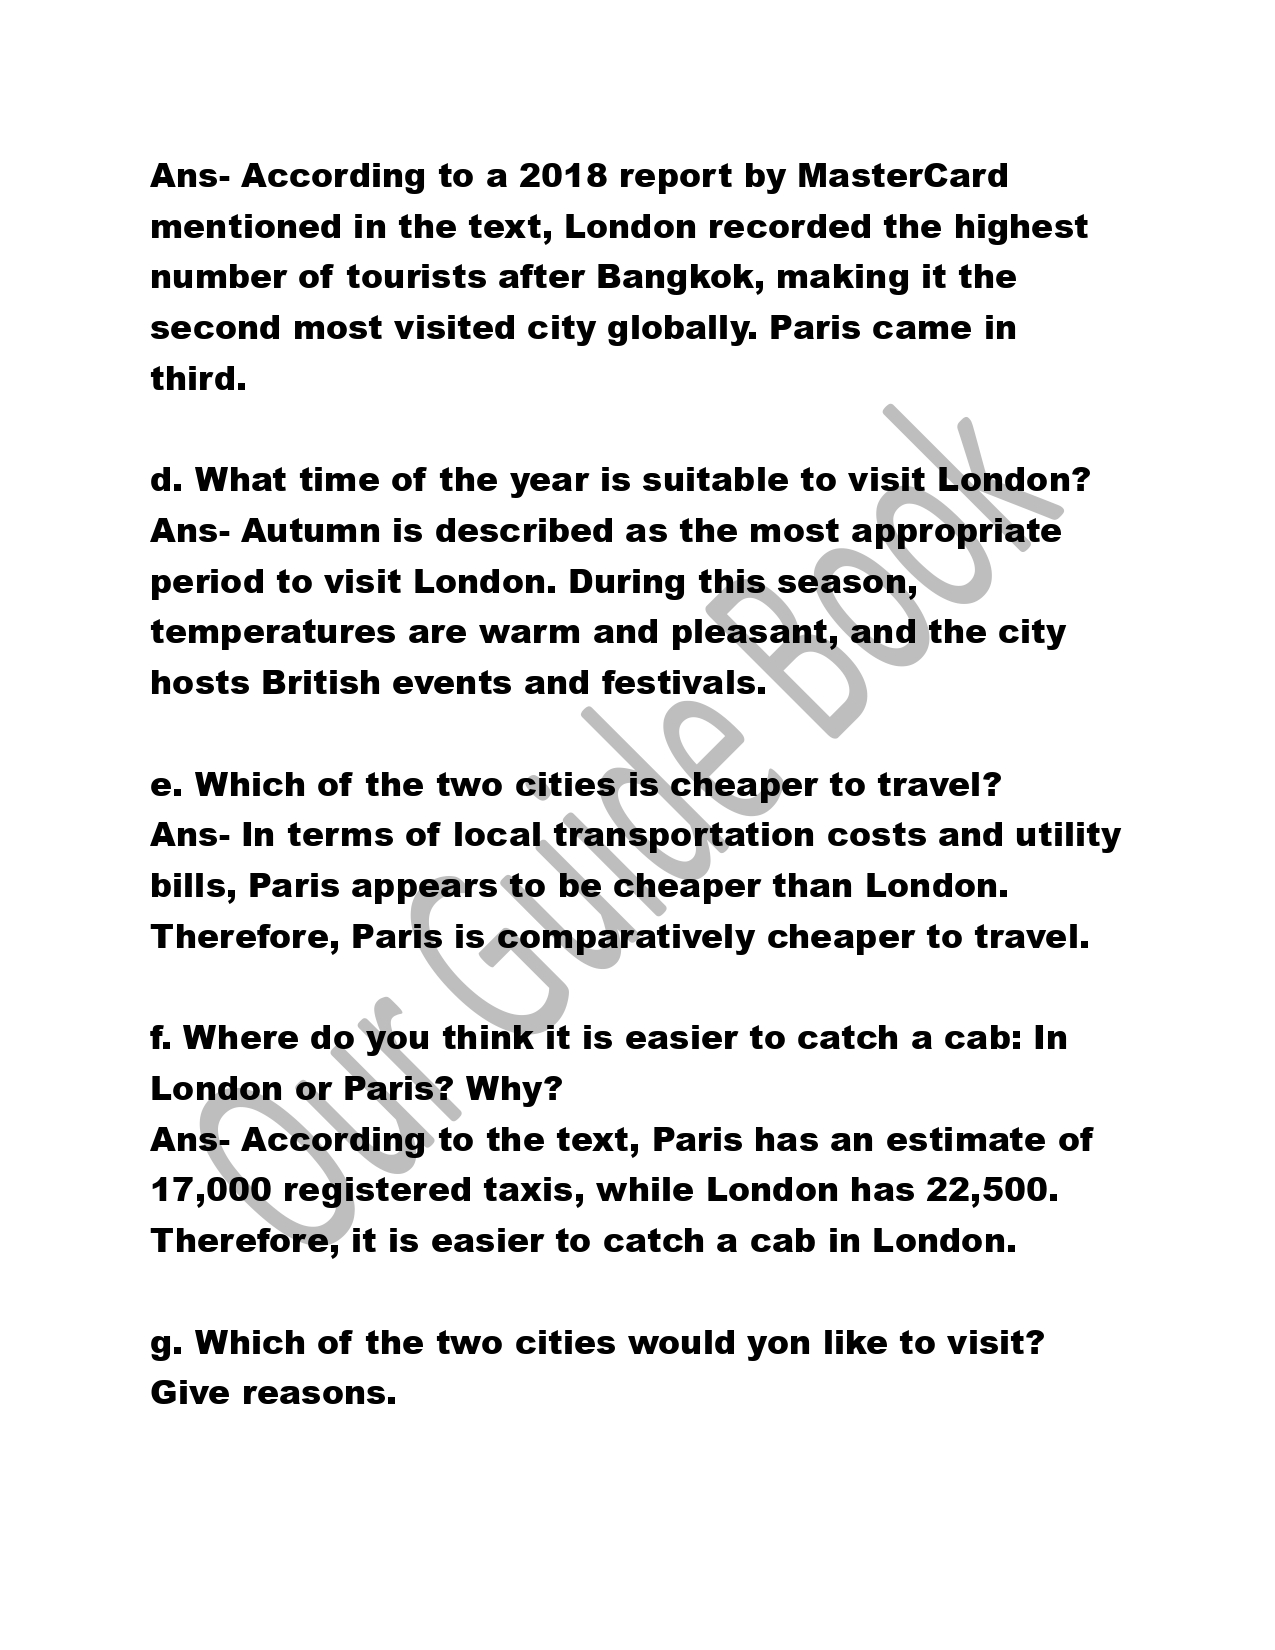 Ans- According to a 2018 report by MasterCard
mentioned in the text, London recorded the highest
number of tourists after Bangkok, making it the
second most visited city globally. Paris came in
third.
d. What time of the year is suitable to visit London?
Ans- Autumn is described as the most appropriate
period to visit London. During this season,
temperatures are warm and pleasant, and the city
hosts British events and festivals.
e. Which of the two cities is cheaper to travel?
Ans- In terms of local transportation costs and utility
bills, Paris appears to be cheaper than London.
Therefore, Paris is comparatively cheaper to travel.
f. Where do you think it is easier to catch a cab: In
London or Paris? Why?
Ans- According to the text, Paris has an estimate of
17,000 registered taxis, while London has 22,500.
Therefore, it is easier to catch a cab in London.
g. Which of the two cities would yon like to visit?
Give reasons.
Our Guide Book